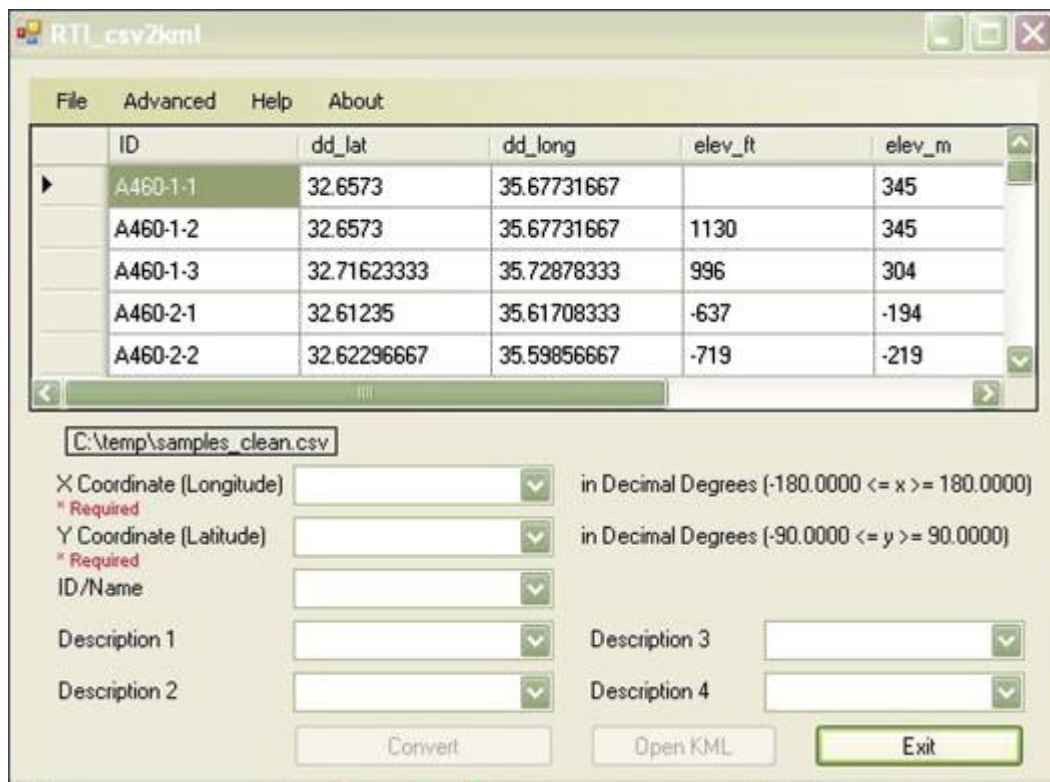 RTI_csv2kml
File Advanced Help About
ID dd_lat dd_long elev_ft elev_m
A460-1-1 32.6573 35.67731667 345
A460-1-2 32.6573 35.67731667 1130 345
A460-1-3 32.71623333 35.72878333 996 304
A460-2-1 32.61235 35.61708333 -637 -194
A460-2-2 32.62296667 35.59856667 -719 -219
C:\temp\samples_clean.csv
X Coordinate (Longitude) in Decimal Degrees (-180.0000 <= x >= 180.0000)
* Required
Y Coordinate (Latitude) in Decimal Degrees (-90.0000 <= y >= 90.0000)
* Required
ID/Name
Description 1 Description 3
Description 2 Description 4
Convert Open KML Exit